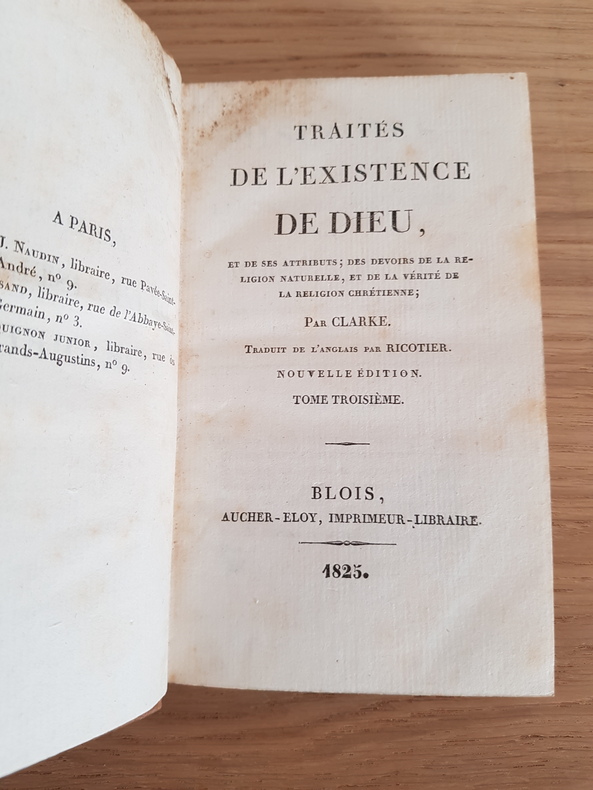 A PARIS,
J. NAUDIN, libraire, rue Pavée-Saint-
André, nº 9.
SAND, libraire, rue de l'Abbaye-Saint-
Germain, nº 3.
UIGNON JUNIOR, libraire, rue
rands-Augustins, nº 9.
TRAITÉS
DE L'EXISTENCE
DE DIEU,
ET DE SES ATTRIBUTS; DES DEVOIRS DE LA RE-
LIGION NATURELLE, ET DE LA VÉRITÉ DE
LA RELIGION CHRÉTIENNE;
PAR CLARKE.
TRADUIT DE L'ANGLAIS PAR RICOTIER.
NOUVELLE ÉDITION.
TOME TROISIÈME.
BLOIS,
AUCHER-ELOY, IMPRIMEUR-LIBRAIRE.
1825.